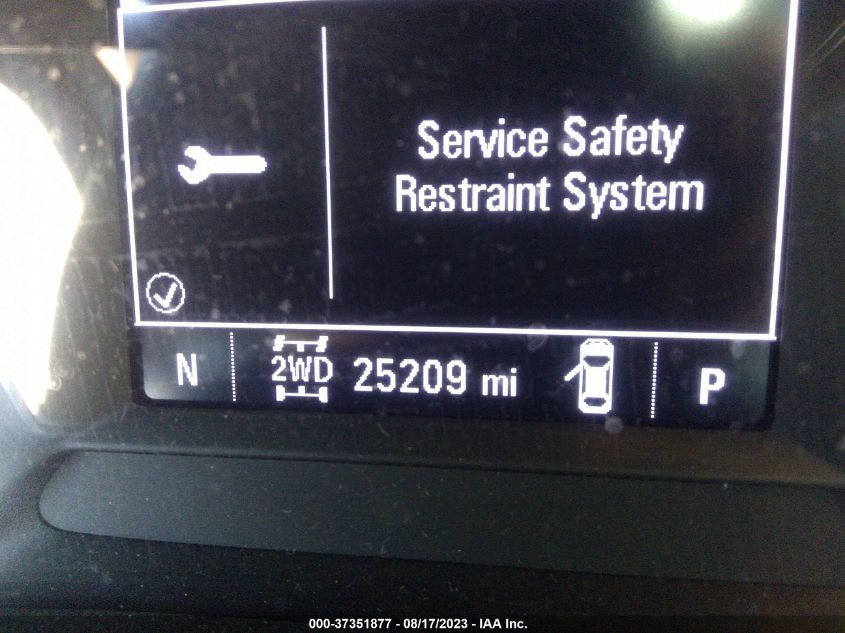 Service Safety
Restraint System
N 2WD 25209 mi P
000-37351877 - 08/17/2023 - IAA Inc.